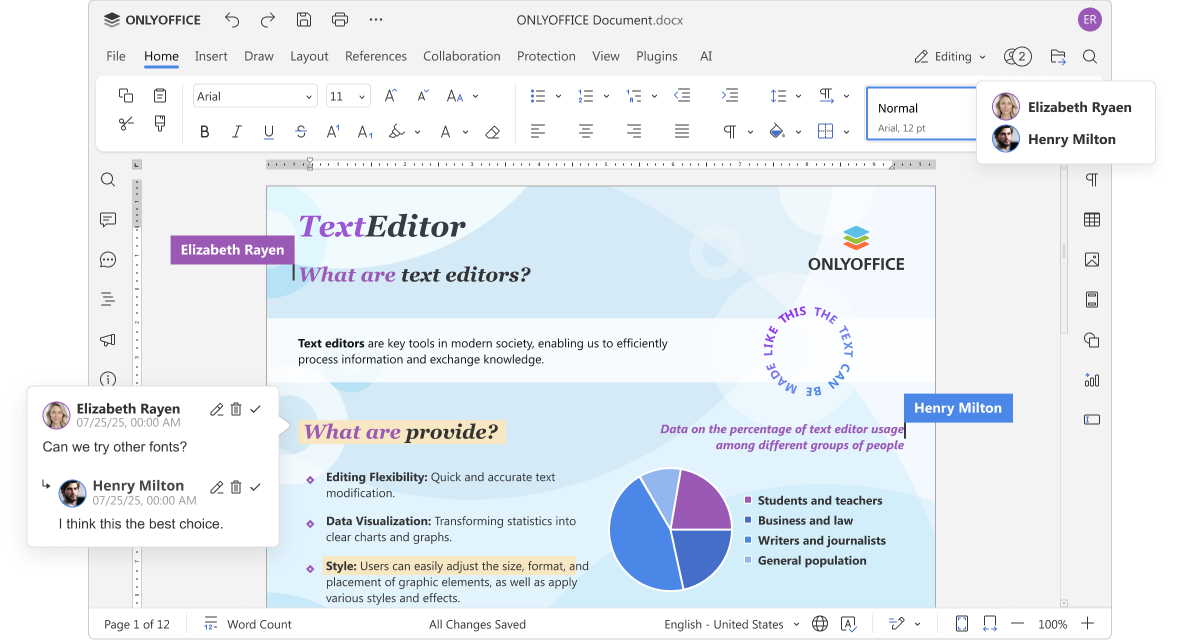 ONLYOFFICE
ONLYOFFICE Document.docx
ER
File Home Insert Draw Layout References Collaboration Protection View Plugins AI
Editing
2
Arial
11
Normal
Arial, 12 pt
Elizabeth Ryaen
Henry Milton
TextEditor
Elizabeth Rayen
What are text editors?
ONLYOFFICE
LIKE THIS THE TEXT CAN BE MADE
Text editors are key tools in modern society, enabling us to efficiently
process information and exchange knowledge.
Henry Milton
Elizabeth Rayen
07/25/25, 00:00 AM
Can we try other fonts?
Henry Milton
07/25/25, 00:00 AM
I think this the best choice.
What are provide?
Data on the percentage of text editor usage
among different groups of people
Editing Flexibility: Quick and accurate text
modification.
Data Visualization: Transforming statistics into
clear charts and graphs.
Style: Users can easily adjust the size, format, and
placement of graphic elements, as well as apply
various styles and effects.
Students and teachers
Business and law
Writers and journalists
General population
Page 1 of 12
Word Count
All Changes Saved
English - United States
100%